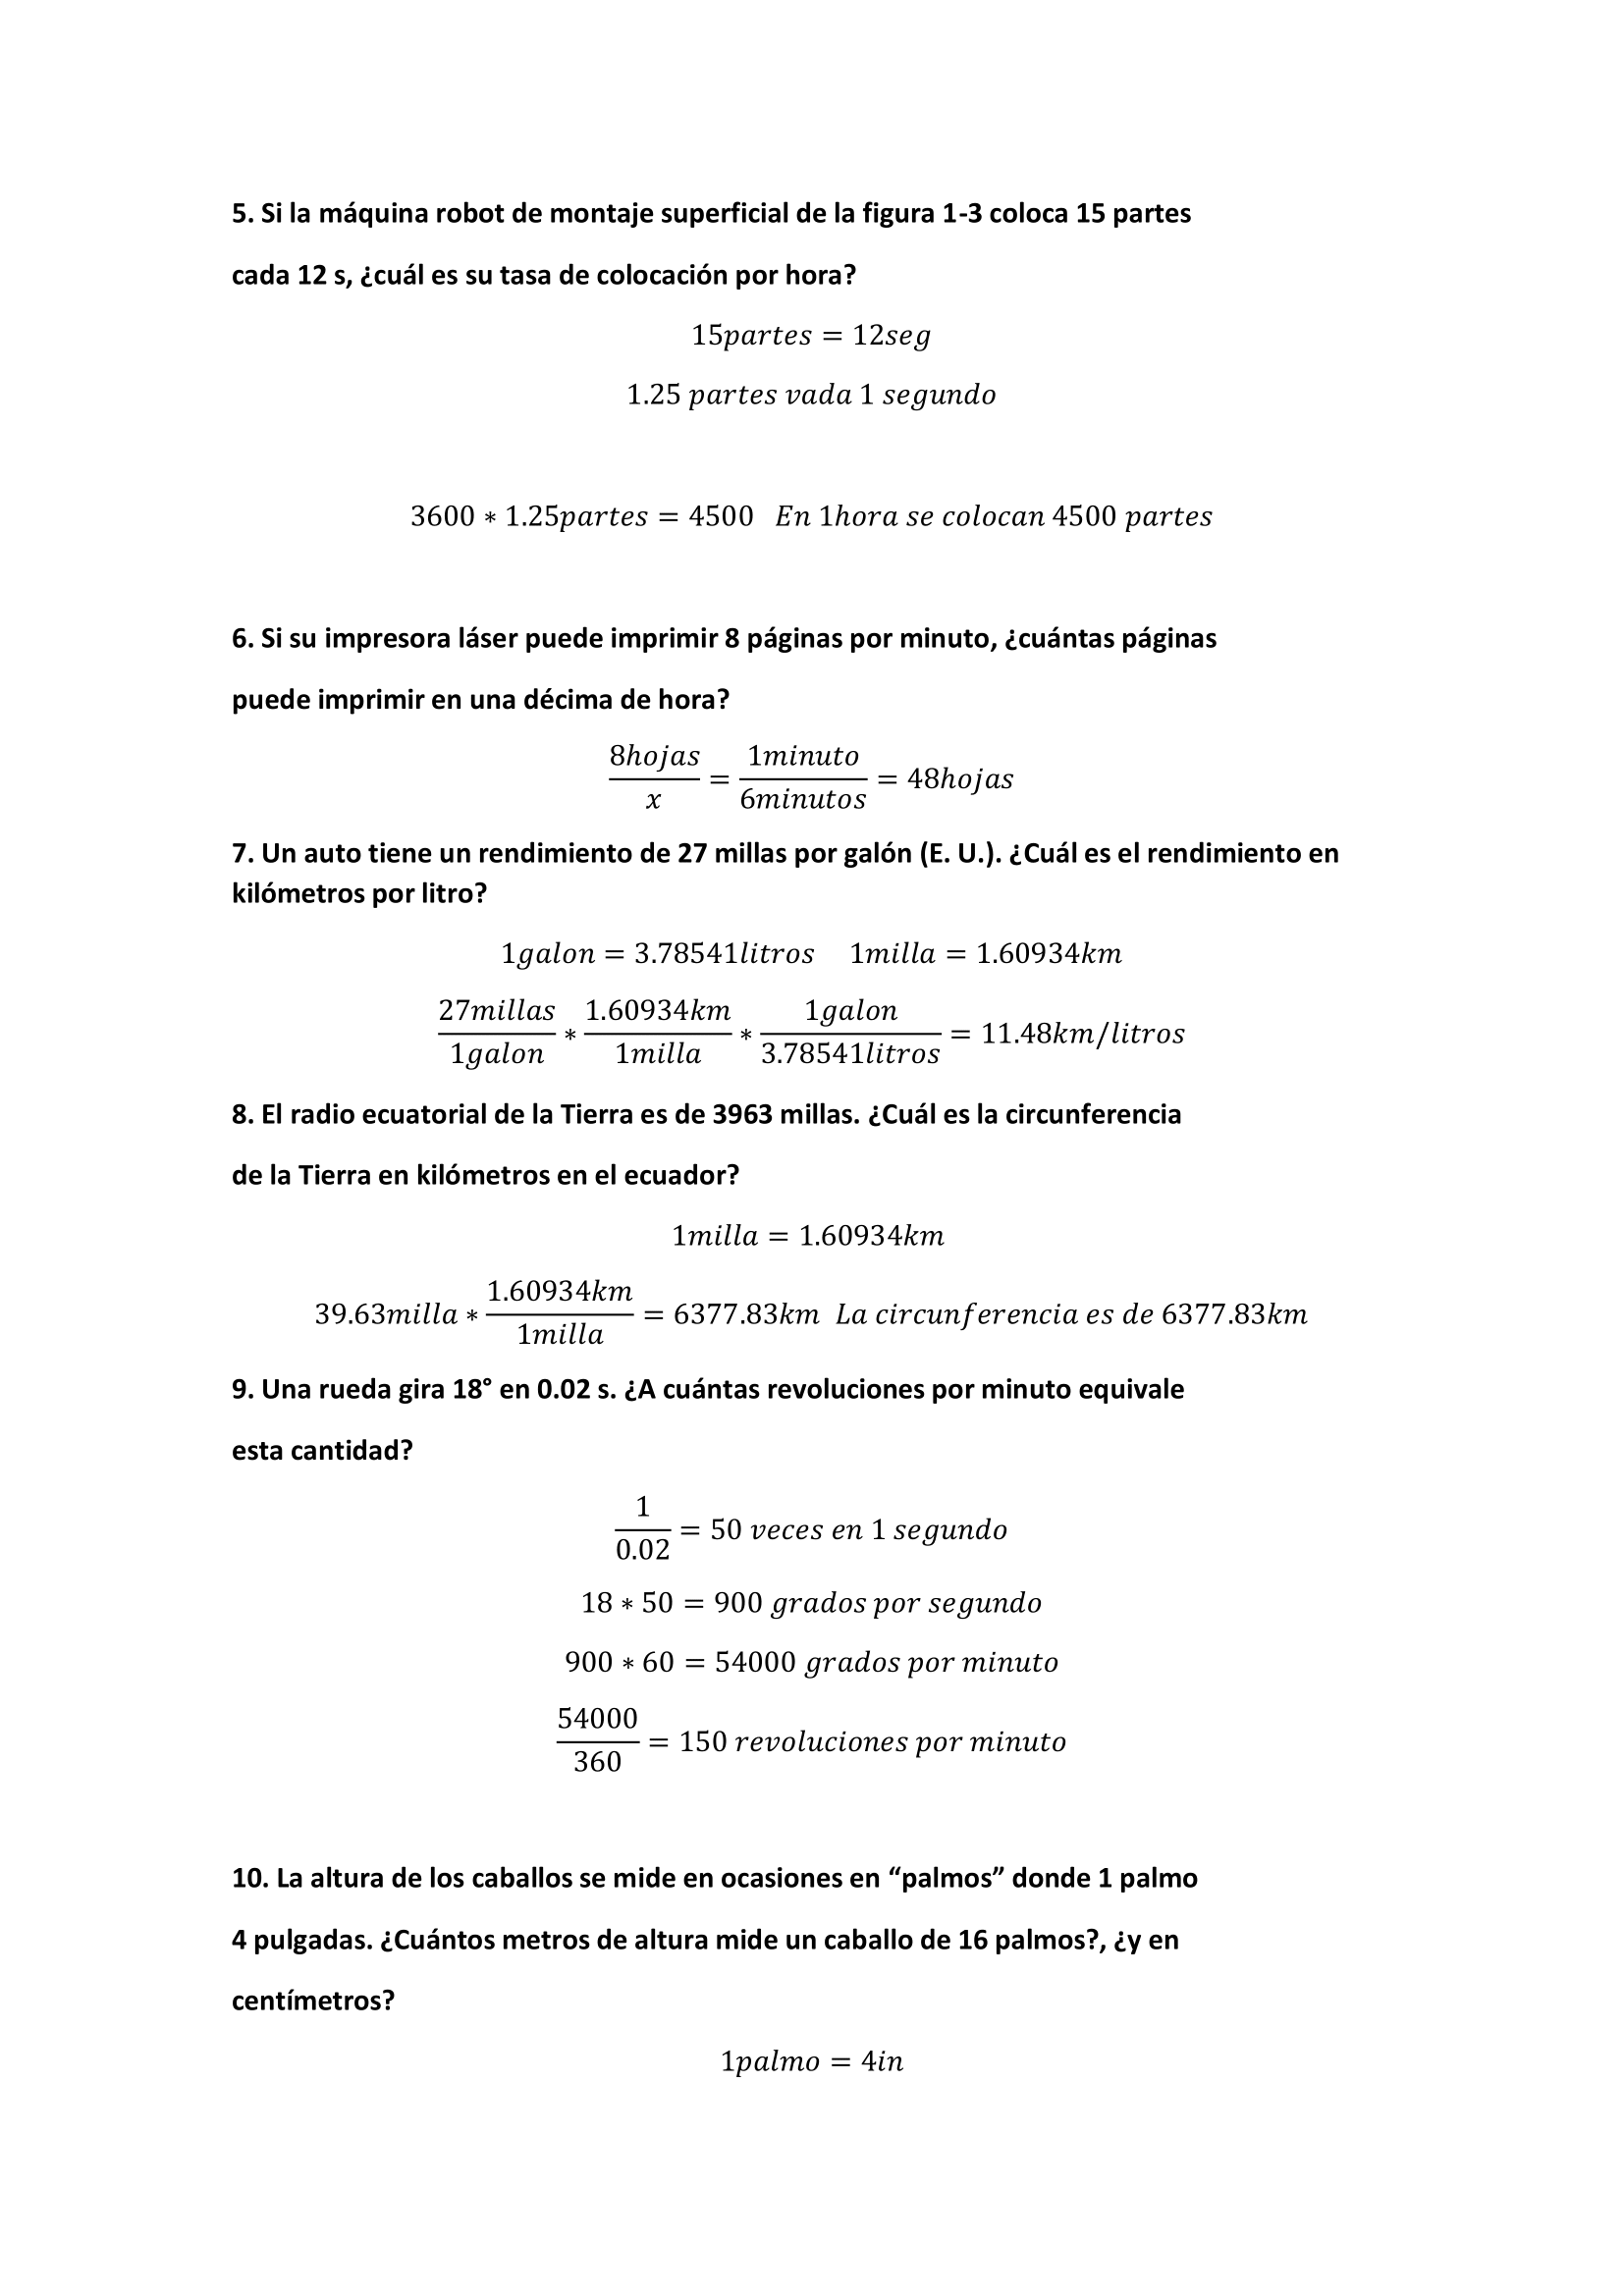 5. Si la máquina robot de montaje superficial de la figura 1-3 coloca 15 partes
cada 12 s, ¿cuál es su tasa de colocación por hora?
15partes = 12seg
1.25 partes vada 1 segundo
3600 ∗ 1.25partes = 4500 En 1hora se colocan 4500 partes
6. Si su impresora láser puede imprimir 8 páginas por minuto, ¿cuántas páginas
puede imprimir en una décima de hora?
8hojas/x = 1minuto/6minutos = 48hojas
7. Un auto tiene un rendimiento de 27 millas por galón (E. U.). ¿Cuál es el rendimiento en
kilómetros por litro?
1galon = 3.78541litros 1milla = 1.60934km
27millas/1galon ∗ 1.60934km/1milla ∗ 1galon/3.78541litros = 11.48km/litros
8. El radio ecuatorial de la Tierra es de 3963 millas. ¿Cuál es la circunferencia
de la Tierra en kilómetros en el ecuador?
1milla = 1.60934km
39.63milla ∗ 1.60934km/1milla = 6377.83km La circunferencia es de 6377.83km
9. Una rueda gira 18° en 0.02 s. ¿A cuántas revoluciones por minuto equivale
esta cantidad?
1/0.02 = 50 veces en 1 segundo
18 ∗ 50 = 900 grados por segundo
900 ∗ 60 = 54000 grados por minuto
54000/360 = 150 revoluciones por minuto
10. La altura de los caballos se mide en ocasiones en “palmos” donde 1 palmo
4 pulgadas. ¿Cuántos metros de altura mide un caballo de 16 palmos?, ¿y en
centímetros?
1palmo = 4in